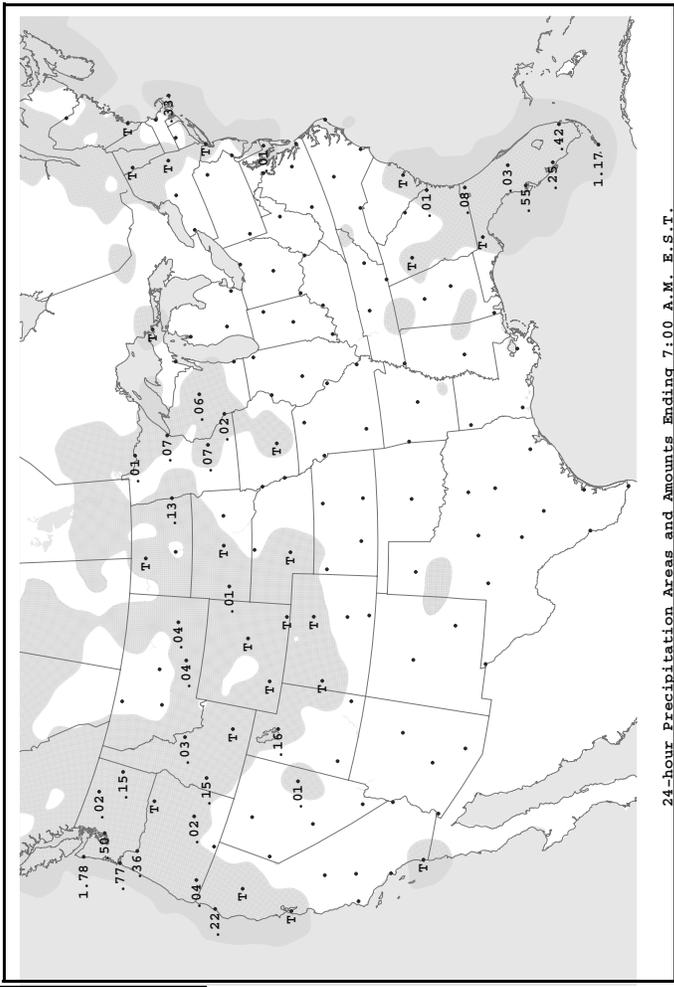 1.78
.02
.50
.77
.15
.36
.01
T
T
T
T
T
.07
T
.33
.13
.04
.03
.04
.04
.02
.06
.15
T
.07
.22
T
.02
.01
T
T
T
.01
T
T
.16
T
T
T
.01
T
T
T
T
T
.01
.08
T
.03
.55
.25
.42
1.17
24-hour Precipitation Areas and Amounts Ending 7:00 A.M. E.S.T.